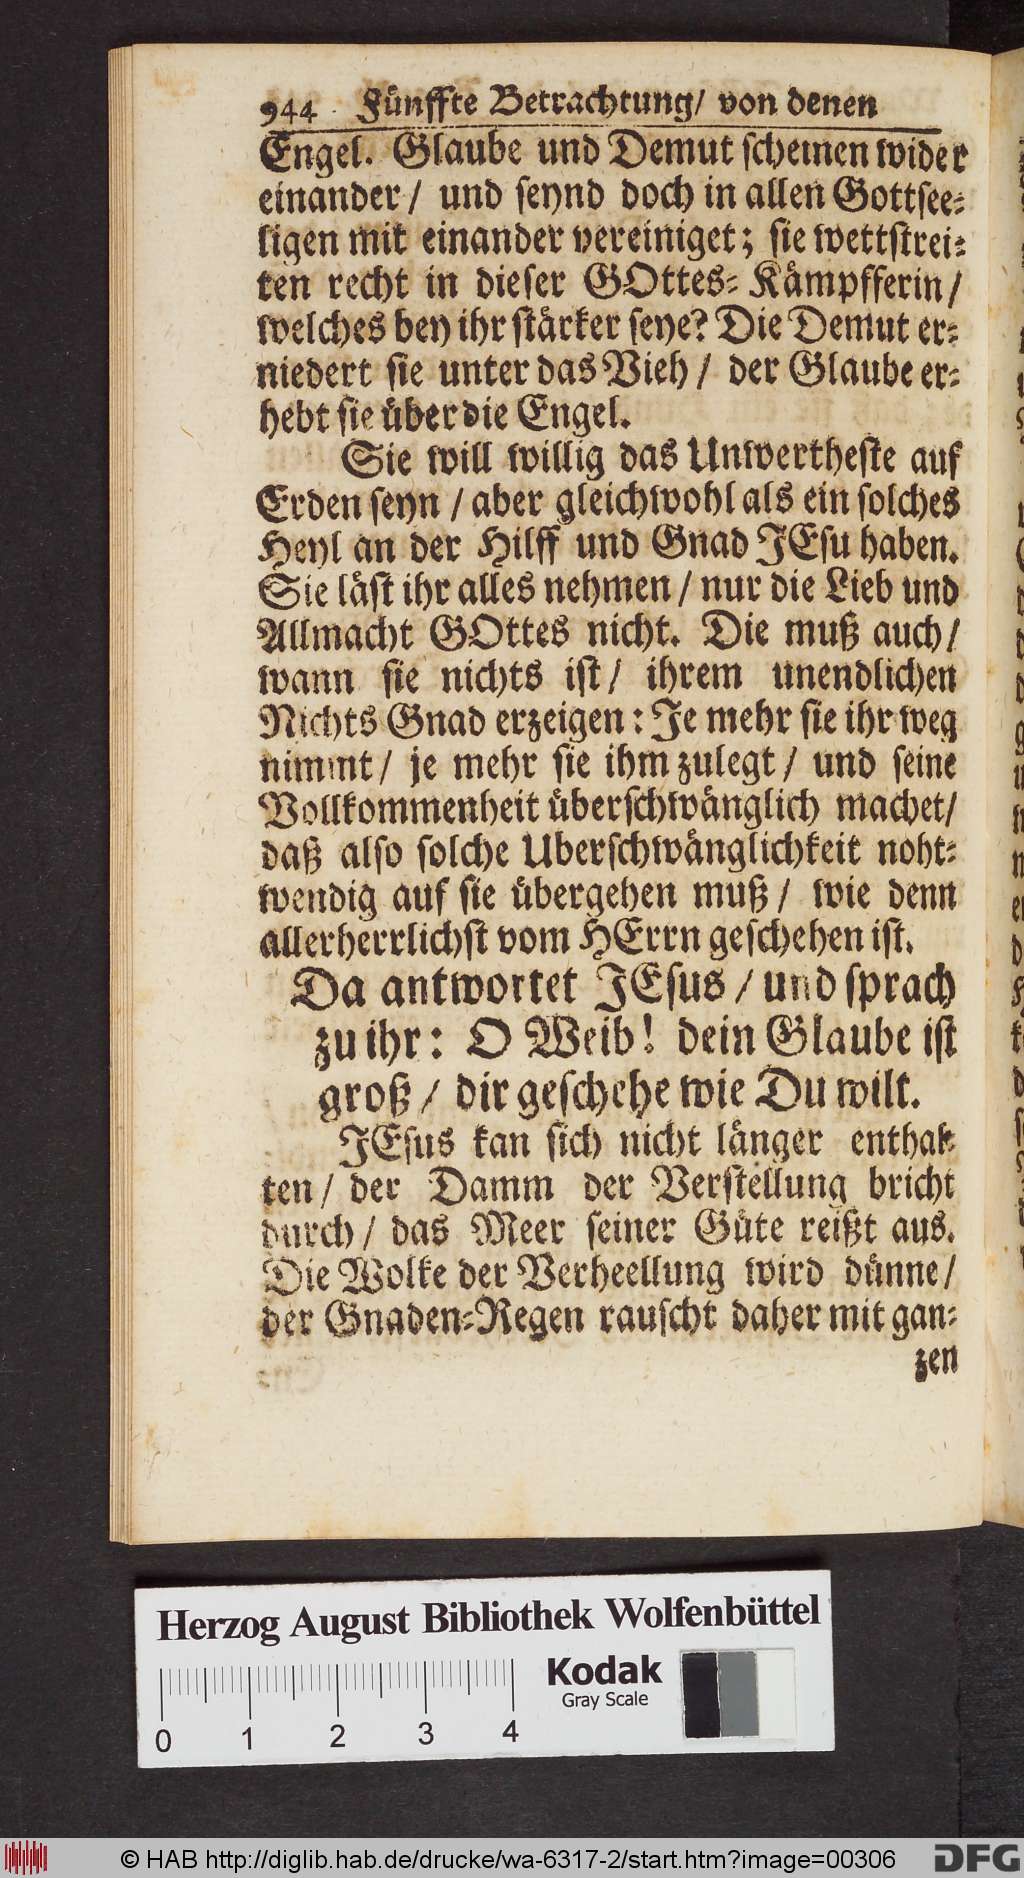 944 Fünffte Betrachtung/ von denen
Engel. Glaube und Demut scheinen wider
einander/ und seynd doch in allen Gottsee-
ligen mit einander vereiniget; sie wettstrei-
ten recht in dieser GOttes-Kämpfferin/
welches bey ihr stärker seye? Die Demut er-
niedert sie unter das Vieh/ der Glaube er-
hebt sie über die Engel.
Sie will willig das Unwertheste auf
Erden seyn/ aber gleichwohl als ein solches
Heyl an der Hilff und Gnad JEsu haben.
Sie läst ihr alles nehmen/ nur die Lieb und
Allmacht GOttes nicht. Die muß auch/
wann sie nichts ist/ ihrem unendlichen
Nichts Gnad erzeigen: Je mehr sie ihr weg
nimmt/ je mehr sie ihm zulegt/ und seine
Vollkommenheit überschwänglich machet/
daß also solche Uberschwänglichkeit noht-
wendig auf sie übergehen muß/ wie denn
allerherrlichst vom HErrn geschehen ist.
Da antwortet JEsus/ und sprach
zu ihr: O Weib! dein Glaube ist
groß/ dir geschehe wie Du wilt.
JEsus kan sich nicht länger enthal-
ten/ der Damm der Verstellung bricht
durch/ das Meer seiner Güte reißt aus.
Die Wolke der Verheellung wird dünne/
der Gnaden-Regen rauscht daher mit gan-
zen
Herzog August Bibliothek Wolfenbüttel
Kodak
Gray Scale
0 1 2 3 4
© HAB http://diglib.hab.de/drucke/wa-6317-2/start.htm?image=00306
DFG